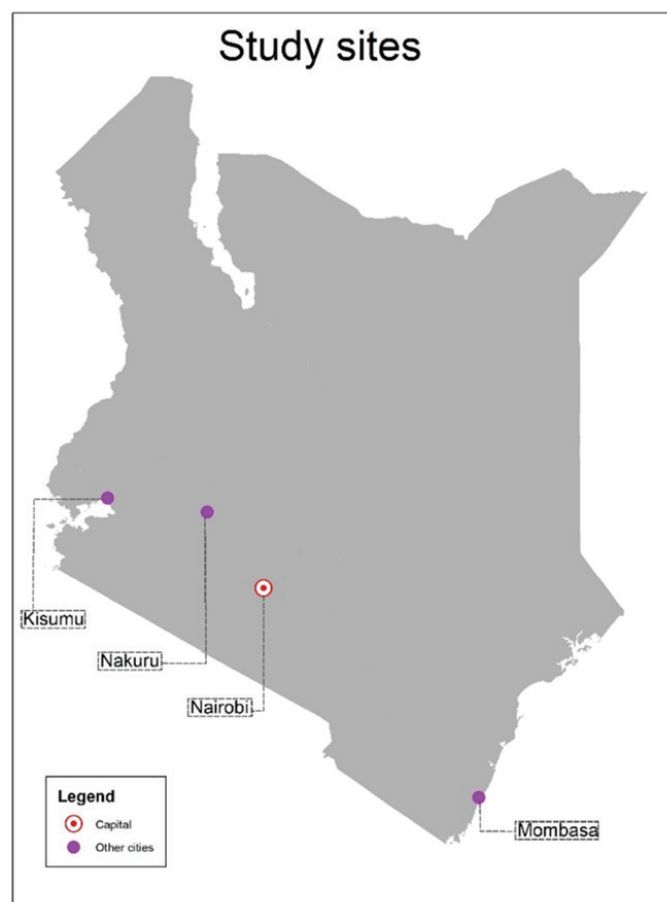 Study sites
Kisumu
Nakuru
Nairobi
Mombasa
Legend
Capital
Other cities